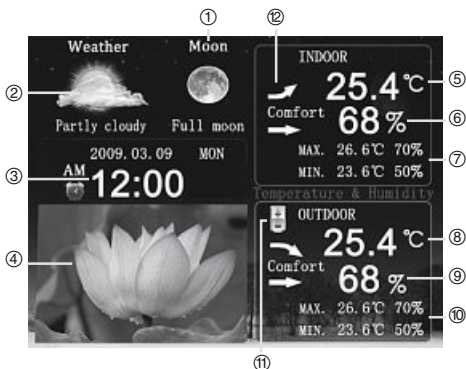 ① ⑫
Weather Moon
Partly cloudy Full moon
②
2009.03.09 MON
AM
③ 12:00
④
INDOOR
25.4℃ ⑤
Comfort
68% ⑥
MAX. 26.6℃ 70%
⑦
MIN. 23.6℃ 50%
Temperature & Humidity
OUTDOOR
25.4℃ ⑧
Comfort
68% ⑨
MAX. 26.6℃ 70%
⑩
MIN. 23.6℃ 50%
⑪